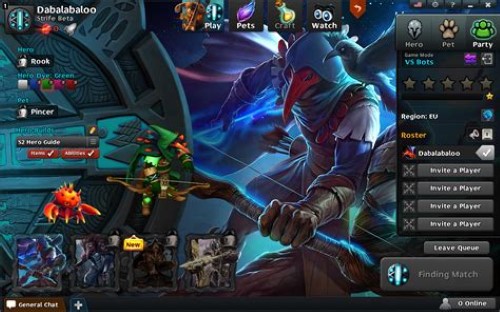 1
Dabalabaloo
Strife Beta
Play
Pets
Craft
Watch
Hero
Rook
Hero Dye: Green
Pet
Pincer
Hero Builds
S2 Hero Guide
Items
Abilities
Hero
Pet
Party
Game Mode
VS Bots
Region: EU
Roster
Dabalabaloo
Invite a Player
Invite a Player
Invite a Player
Invite a Player
Leave Queue
Finding Match
New
General Chat
0 Online